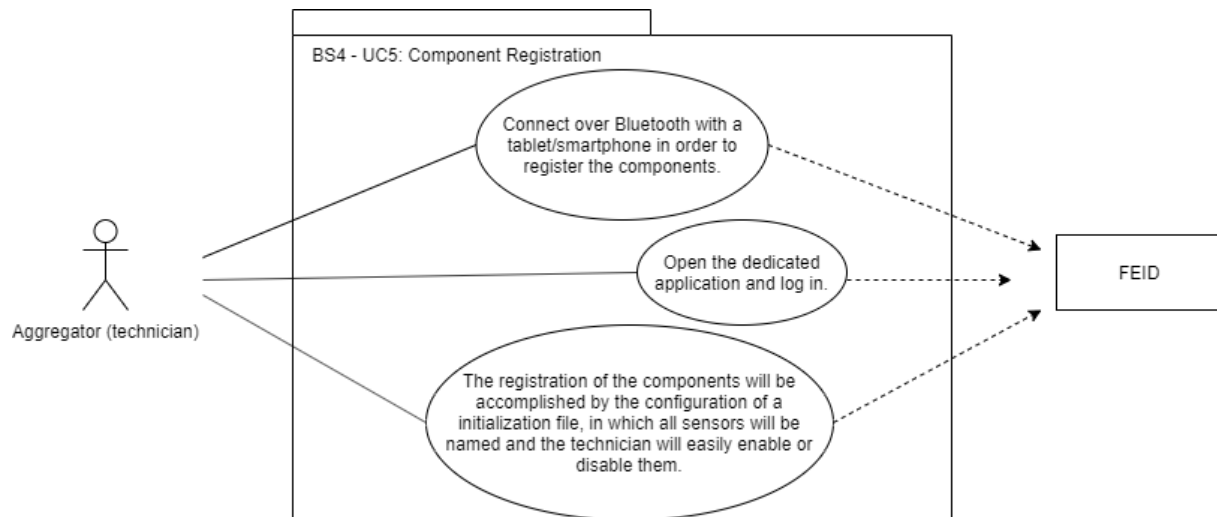 BS4 - UC5: Component Registration
Connect over Bluetooth with a
tablet/smartphone in order to
register the components.
Open the dedicated
application and log in.
FEID
Aggregator (technician)
The registration of the components will be
accomplished by the configuration of a
initialization file, in which all sensors will be
named and the technician will easily enable or
disable them.